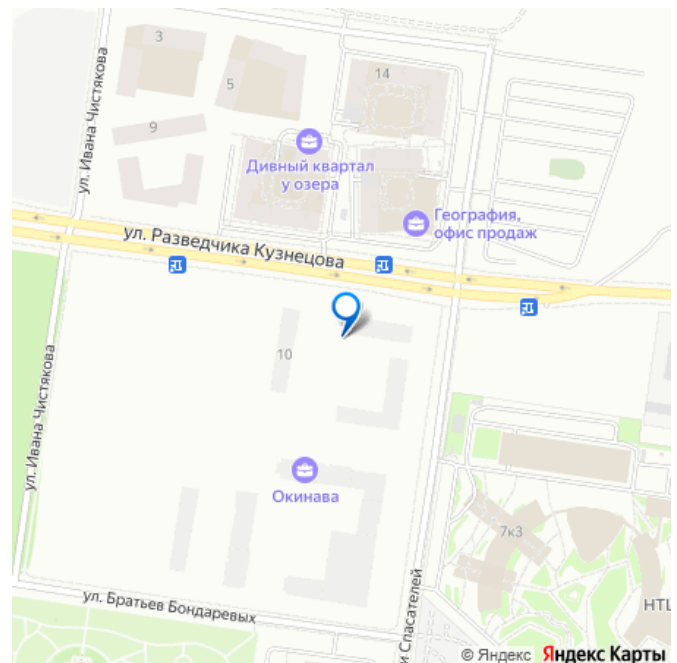 3
5
14
9
ул. Ивана Чистякова
Дивный квартал
у озера
География,
офис продаж
ул. Разведчика Кузнецова
10
ул. Ивана Чистякова
Окинава
7к3
НТЦ
и Спасателей
ул. Братьев Бондаревых
© Яндекс Яндекс Карты